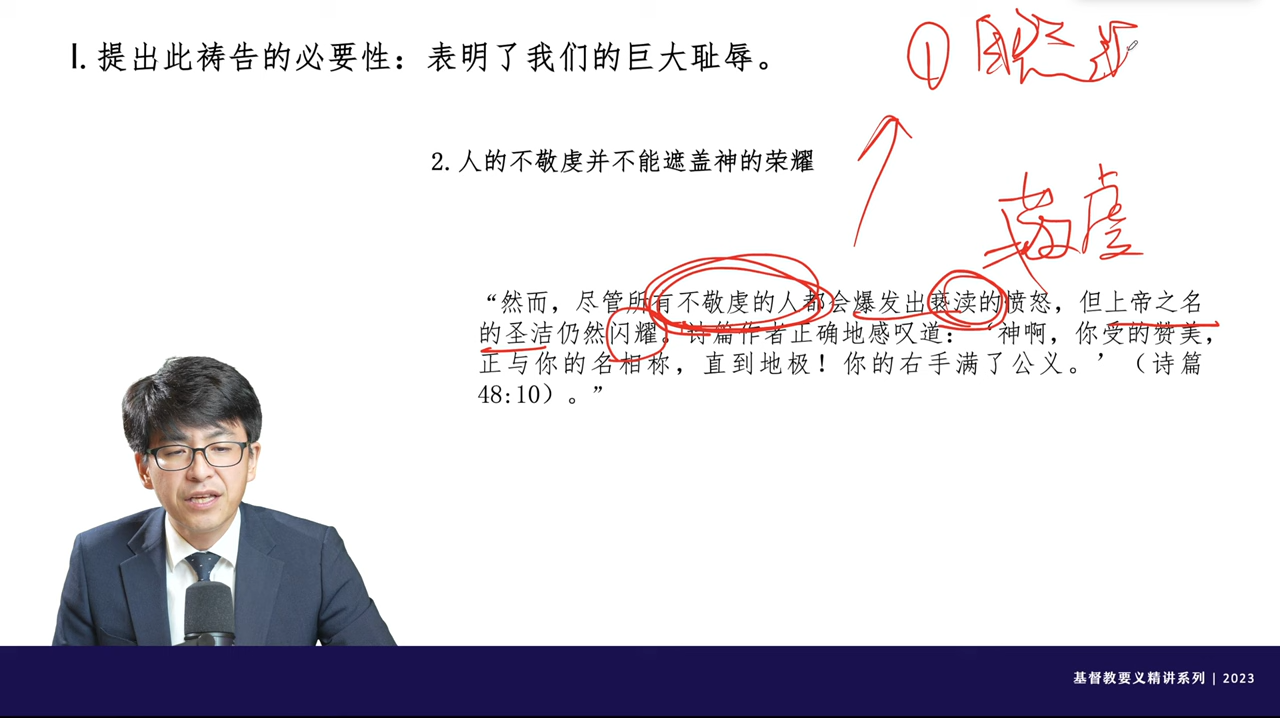 I. 提出此祷告的必要性：表明了我们的巨大耻辱。
①
2. 人的不敬虔并不能遮盖神的荣耀
敬虔
“然而，尽管所有不敬虔的人都会爆发出亵渎的愤怒，但上帝之名
的圣洁仍然闪耀。诗篇作者正确地感叹道：‘神啊，你受的赞美，
正与你的名相称，直到地极！你的右手满了公义。’（诗篇
48:10）。”
基督教要义精讲系列 | 2023